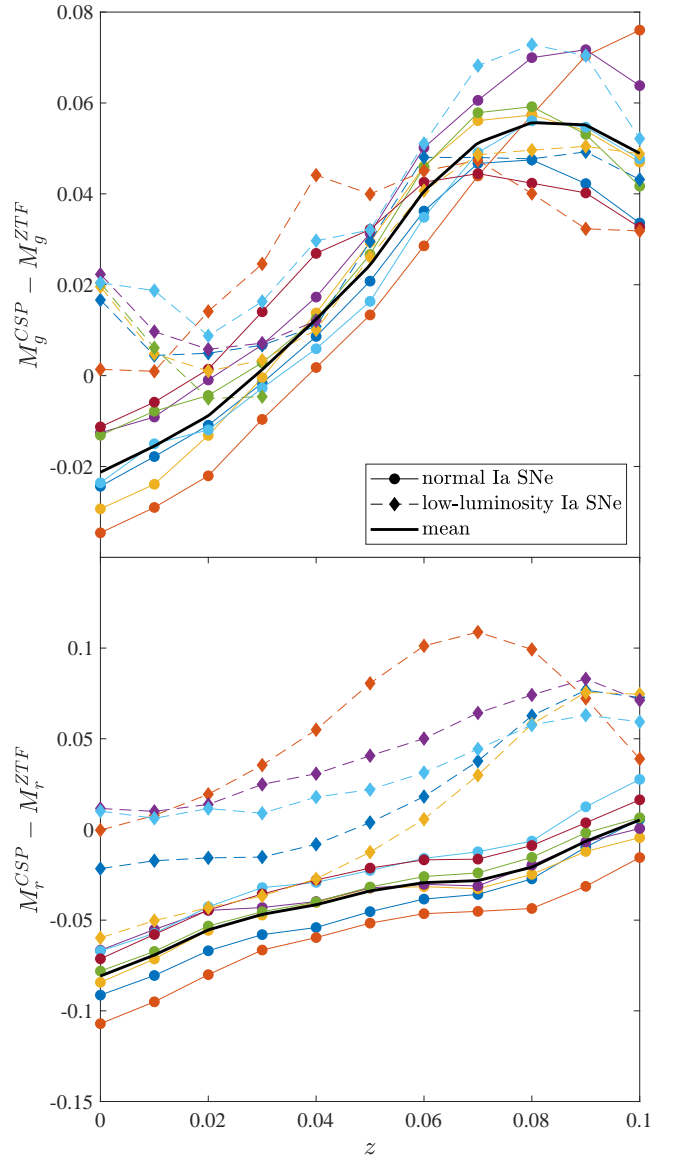 0.08
0.06
0.04
0.02
0
-0.02
M_g^{CSP} − M_g^{ZTF}
normal Ia SNe
low-luminosity Ia SNe
mean
0.1
0.05
0
-0.05
-0.1
-0.15
M_r^{CSP} − M_r^{ZTF}
0 0.02 0.04 0.06 0.08 0.1
z